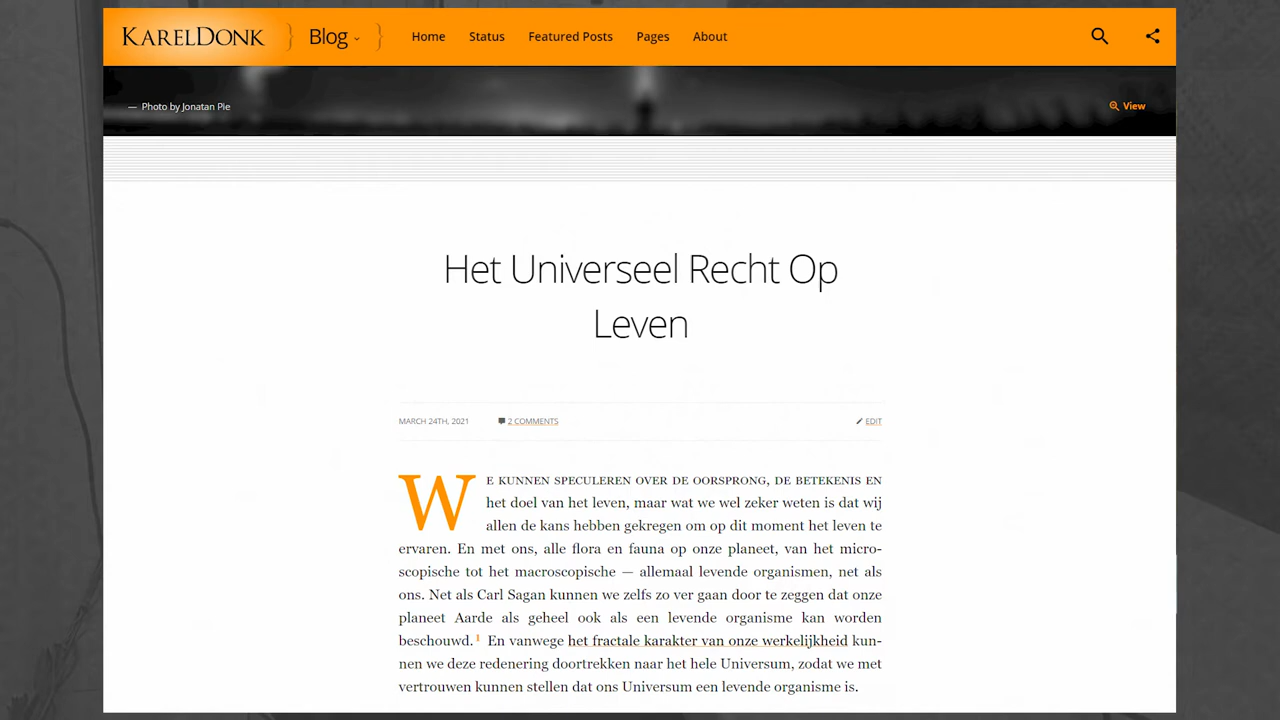 KARELDONK } Blog } Home Status Featured Posts Pages About
— Photo by Jonatan Pie View
Het Universeel Recht Op
Leven
MARCH 24TH, 2021 2 COMMENTS EDIT
WE KUNNEN SPECULEREN OVER DE OORSPRONG, DE BETEKENIS EN
het doel van het leven, maar wat we wel zeker weten is dat wij
allen de kans hebben gekregen om op dit moment het leven te
ervaren. En met ons, alle flora en fauna op onze planeet, van het micro-
scopische tot het macroscopische — allemaal levende organismen, net als
ons. Net als Carl Sagan kunnen we zelfs zo ver gaan door te zeggen dat onze
planeet Aarde als geheel ook als een levende organisme kan worden
beschouwd.1 En vanwege het fractale karakter van onze werkelijkheid kun-
nen we deze redenering doortrekken naar het hele Universum, zodat we met
vertrouwen kunnen stellen dat ons Universum een levende organisme is.